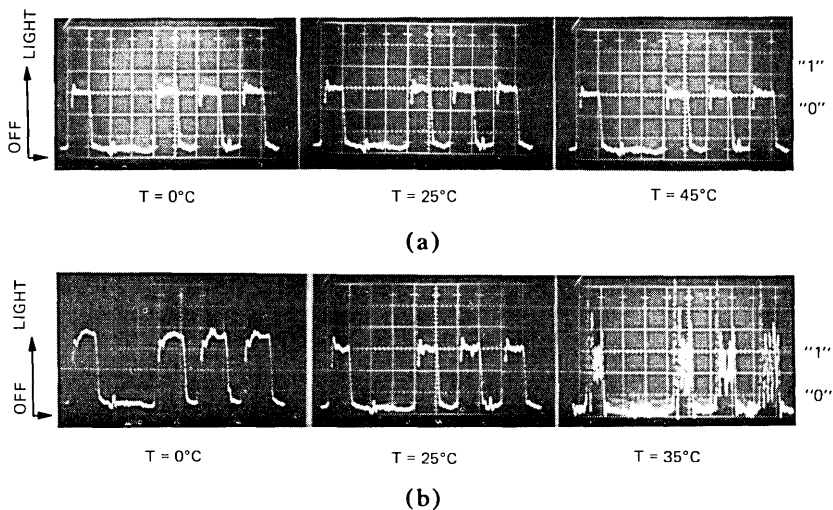 LIGHT
OFF
"1"
"0"
T = 0°C
T = 25°C
T = 45°C
(a)
LIGHT
OFF
"1"
"0"
T = 0°C
T = 25°C
T = 35°C
(b)